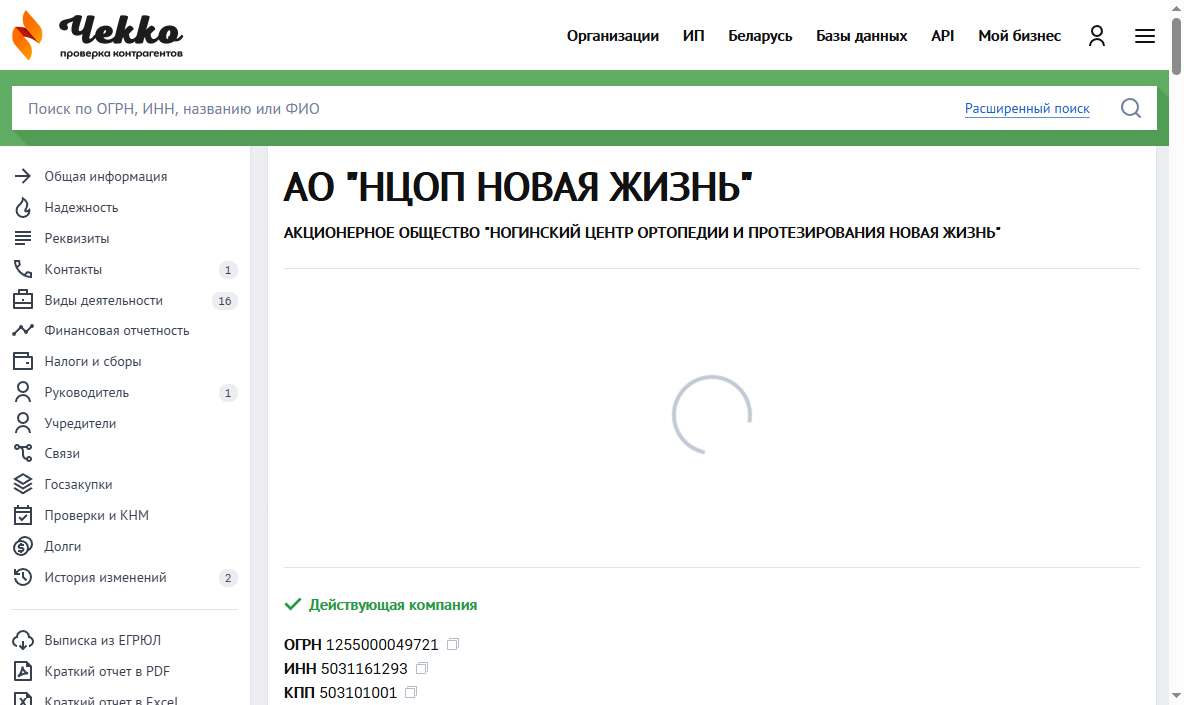 Чекко
проверка контрагентов
Организации ИП Беларусь Базы данных API Мой бизнес
Поиск по ОГРН, ИНН, названию или ФИО Расширенный поиск
Общая информация
Надежность
Реквизиты
Контакты 1
Виды деятельности 16
Финансовая отчетность
Налоги и сборы
Руководитель 1
Учредители
Связи
Госзакупки
Проверки и КНМ
Долги
История изменений 2
Выписка из ЕГРЮЛ
Краткий отчет в PDF
Краткий отчет в Excel
АО "НЦОП НОВАЯ ЖИЗНЬ"
АКЦИОНЕРНОЕ ОБЩЕСТВО "НОГИНСКИЙ ЦЕНТР ОРТОПЕДИИ И ПРОТЕЗИРОВАНИЯ НОВАЯ ЖИЗНЬ"
Действующая компания
ОГРН 1255000049721
ИНН 5031161293
КПП 503101001